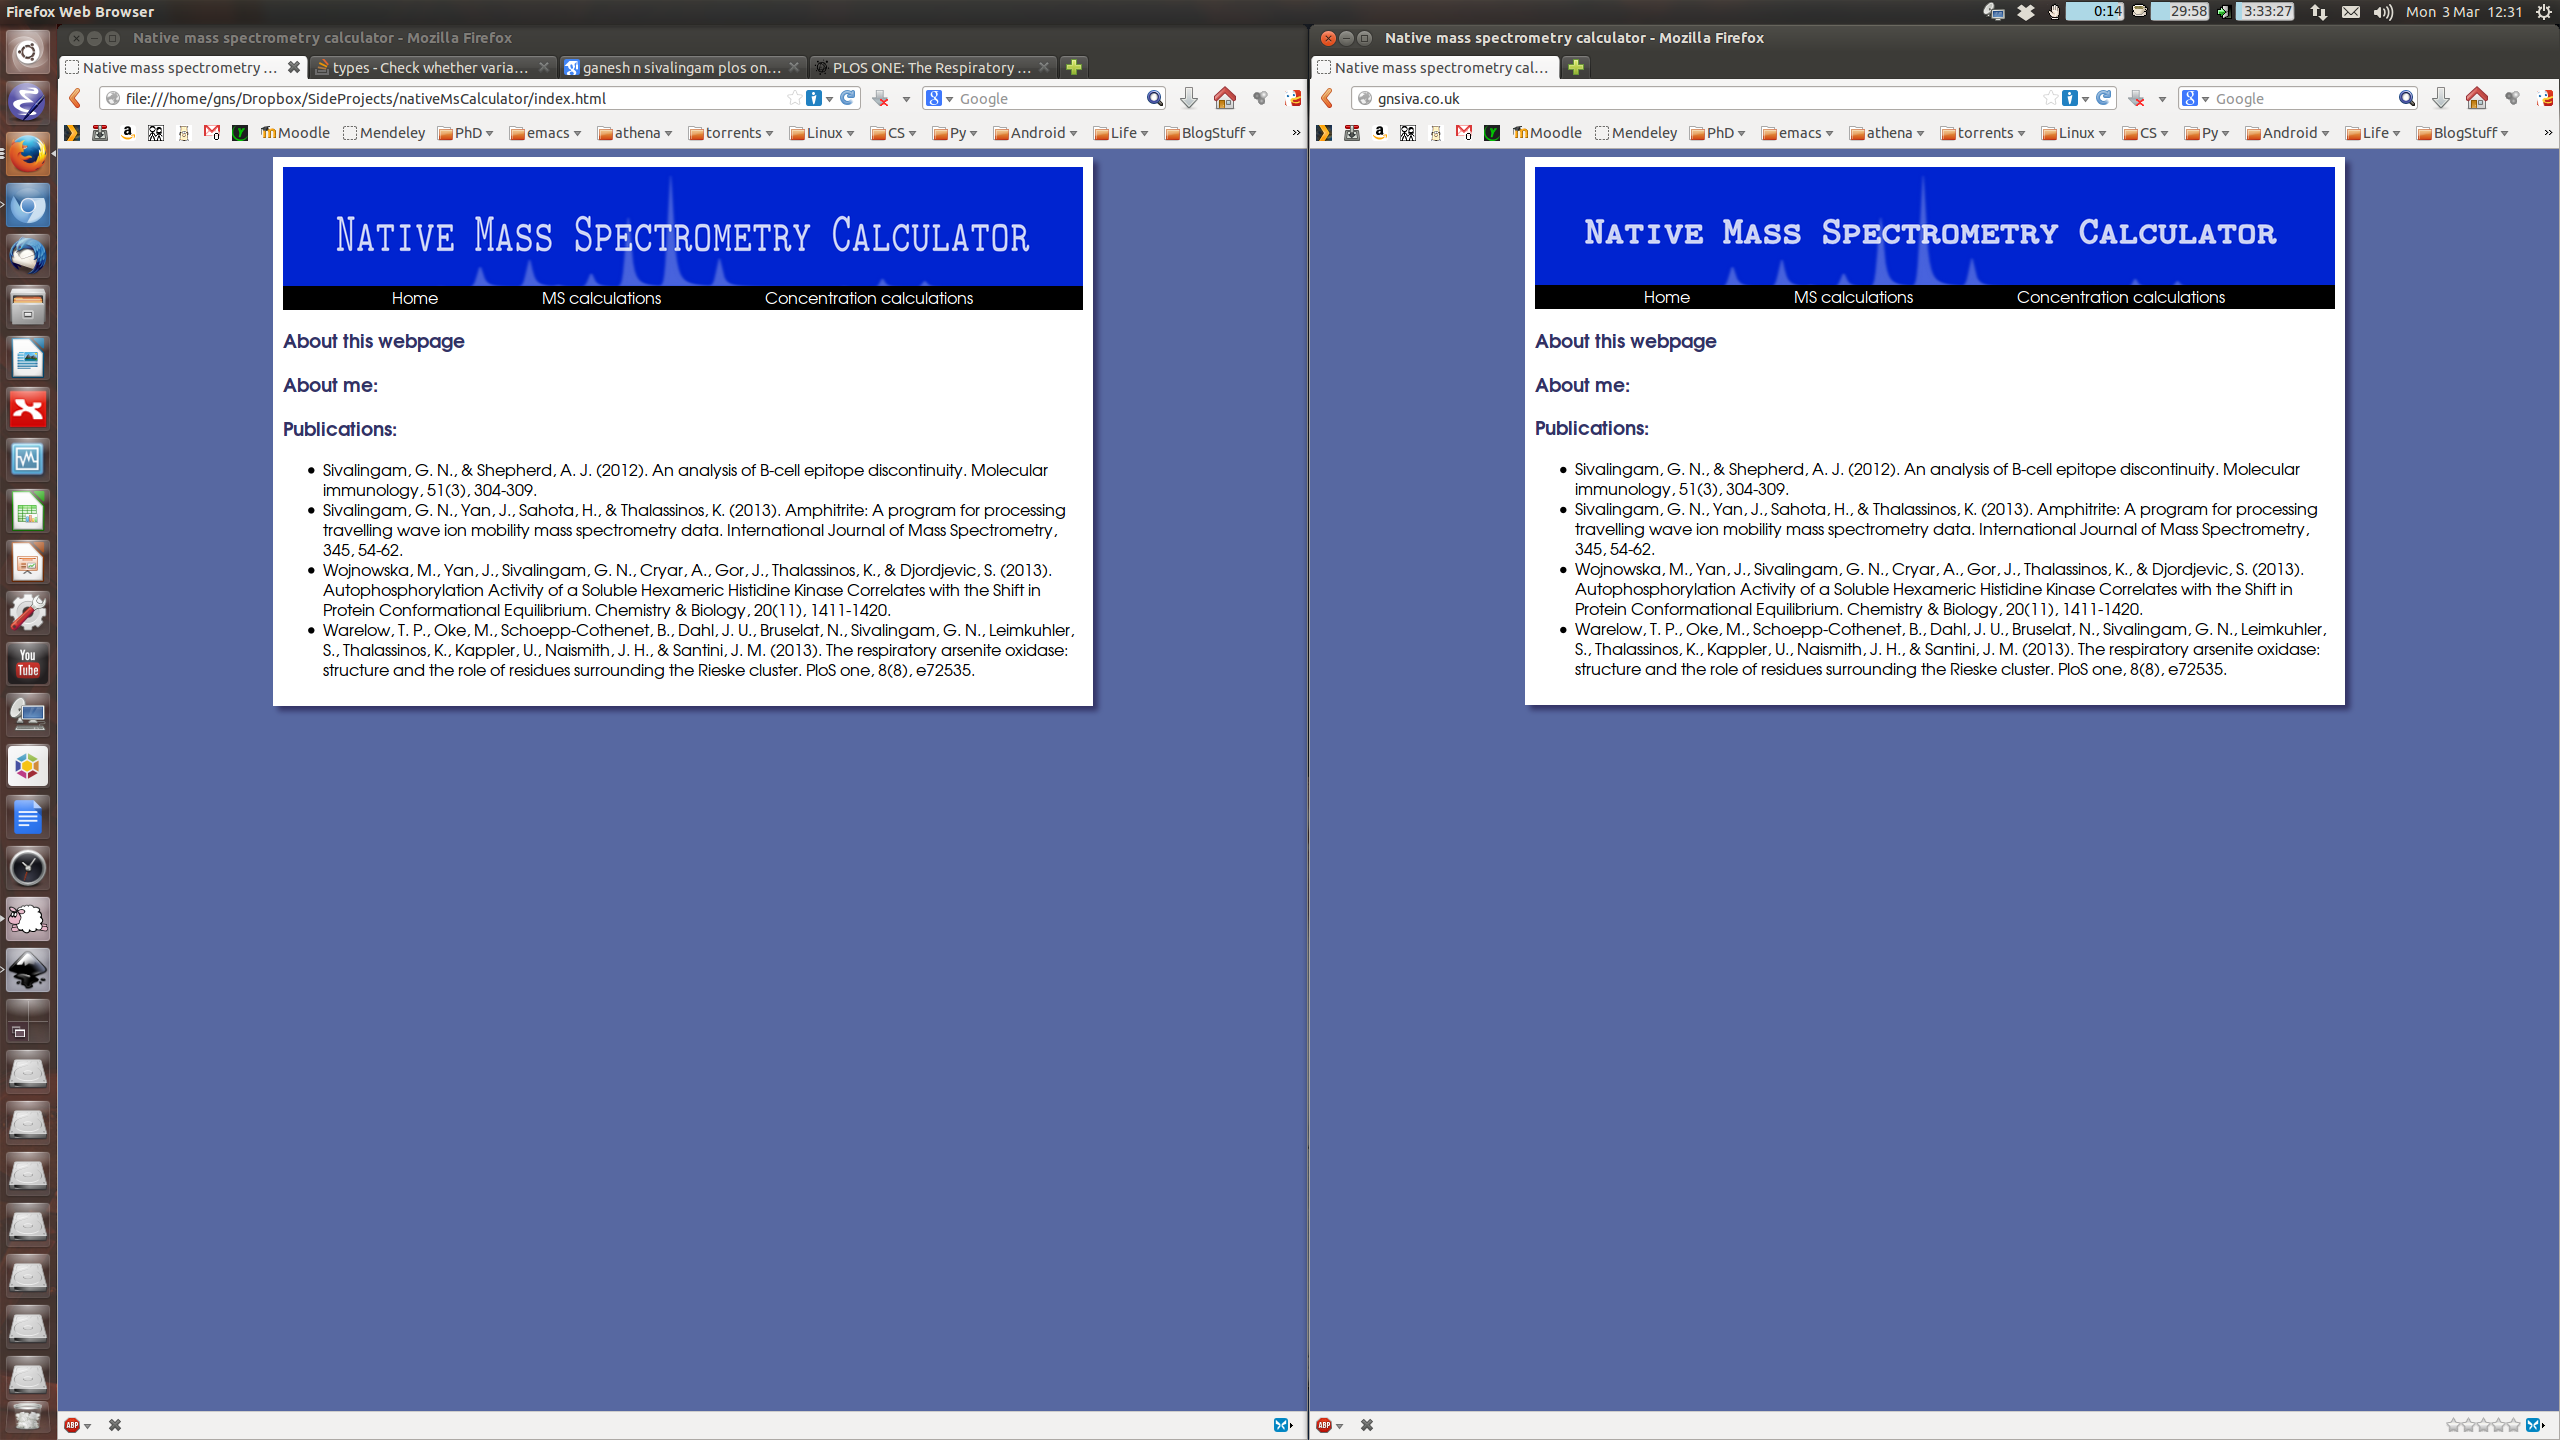 Firefox Web Browser
0:14 29:58 3:33:27 Mon 3 Mar 12:31
Native mass spectrometry calculator - Mozilla Firefox
Native mass spectrometry ... types - Check whether varia... ganesh n sivalingam plos on... PLOS ONE: The Respiratory ...
file:///home/gns/Dropbox/SideProjects/nativeMsCalculator/index.html Google
Moodle Mendeley PhD emacs athena torrents Linux CS Py Android Life BlogStuff »
Native Mass Spectrometry Calculator
Home MS calculations Concentration calculations
About this webpage
About me:
Publications:
• Sivalingam, G. N., & Shepherd, A. J. (2012). An analysis of B-cell epitope discontinuity. Molecular
immunology, 51(3), 304-309.
• Sivalingam, G. N., Yan, J., Sahota, H., & Thalassinos, K. (2013). Amphitrite: A program for processing
travelling wave ion mobility mass spectrometry data. International Journal of Mass Spectrometry,
345, 54-62.
• Wojnowska, M., Yan, J., Sivalingam, G. N., Cryar, A., Gor, J., Thalassinos, K., & Djordjevic, S. (2013).
Autophosphorylation Activity of a Soluble Hexameric Histidine Kinase Correlates with the Shift in
Protein Conformational Equilibrium. Chemistry & Biology, 20(11), 1411-1420.
• Warelow, T. P., Oke, M., Schoepp-Cothenet, B., Dahl, J. U., Bruselat, N., Sivalingam, G. N., Leimkuhler,
S., Thalassinos, K., Kappler, U., Naismith, J. H., & Santini, J. M. (2013). The respiratory arsenite oxidase:
structure and the role of residues surrounding the Rieske cluster. PloS one, 8(8), e72535.
ABP
Native mass spectrometry calculator - Mozilla Firefox
Native mass spectrometry cal...
gnsiva.co.uk Google
Moodle Mendeley PhD emacs athena torrents Linux CS Py Android Life BlogStuff »
Native Mass Spectrometry Calculator
Home MS calculations Concentration calculations
About this webpage
About me:
Publications:
• Sivalingam, G. N., & Shepherd, A. J. (2012). An analysis of B-cell epitope discontinuity. Molecular
immunology, 51(3), 304-309.
• Sivalingam, G. N., Yan, J., Sahota, H., & Thalassinos, K. (2013). Amphitrite: A program for processing
travelling wave ion mobility mass spectrometry data. International Journal of Mass Spectrometry,
345, 54-62.
• Wojnowska, M., Yan, J., Sivalingam, G. N., Cryar, A., Gor, J., Thalassinos, K., & Djordjevic, S. (2013).
Autophosphorylation Activity of a Soluble Hexameric Histidine Kinase Correlates with the Shift in
Protein Conformational Equilibrium. Chemistry & Biology, 20(11), 1411-1420.
• Warelow, T. P., Oke, M., Schoepp-Cothenet, B., Dahl, J. U., Bruselat, N., Sivalingam, G. N., Leimkuhler,
S., Thalassinos, K., Kappler, U., Naismith, J. H., & Santini, J. M. (2013). The respiratory arsenite oxidase:
structure and the role of residues surrounding the Rieske cluster. PloS one, 8(8), e72535.
ABP
You
Tube